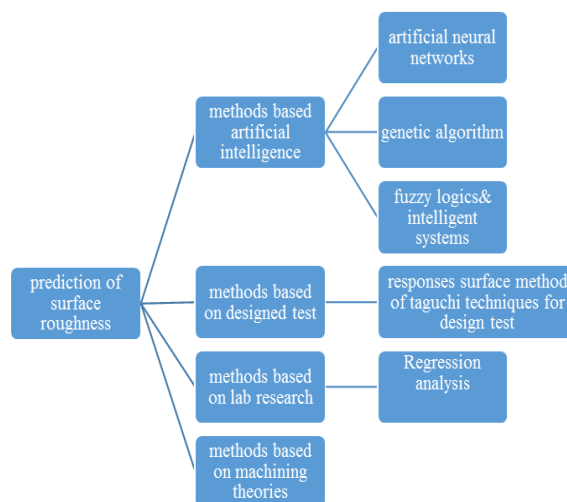 artificial neural
networks
methods based
artificial
intelligence
genetic algorithm
fuzzy logics& intelligent
systems
prediction of
surface
roughness
methods based
on designed test
responses surface method
of taguchi techniques for
design test
methods based
on lab research
Regression
analysis
methods based
on machining
theories